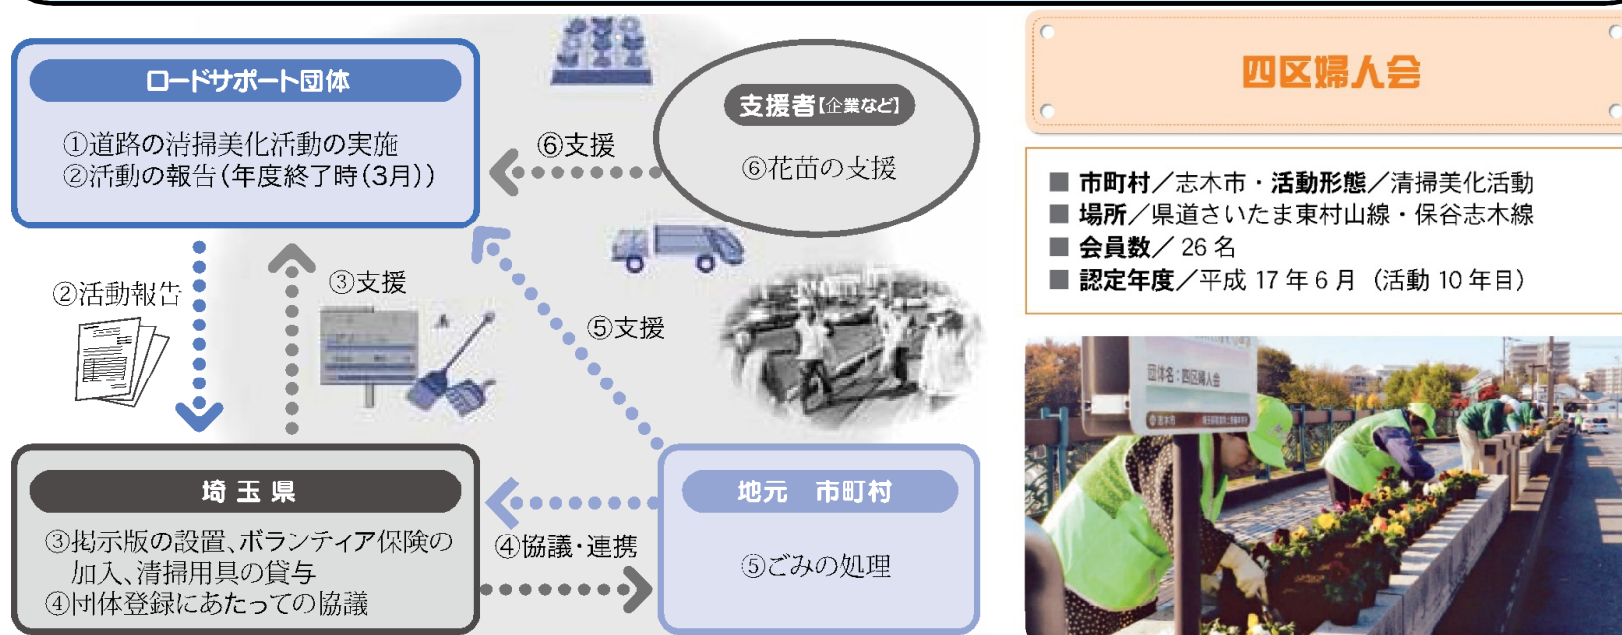 ロードサポート団体
①道路の清掃美化活動の実施
②活動の報告(年度終了時(3月))
支援者【企業など】
⑥花苗の支援
⑥支援
②活動報告
③支援
⑤支援
埼玉県
③掲示版の設置、ボランティア保険の
加入、清掃用具の貸与
④団体登録にあたっての協議
④協議・連携
地元　市町村
⑤ごみの処理
四区婦人会
■ 市町村／志木市・活動形態／清掃美化活動
■ 場所／県道さいたま東村山線・保谷志木線
■ 会員数／ 26 名
■ 認定年度／平成 17 年 6 月（活動 10 年目）
団体名：四区婦人会
志木市